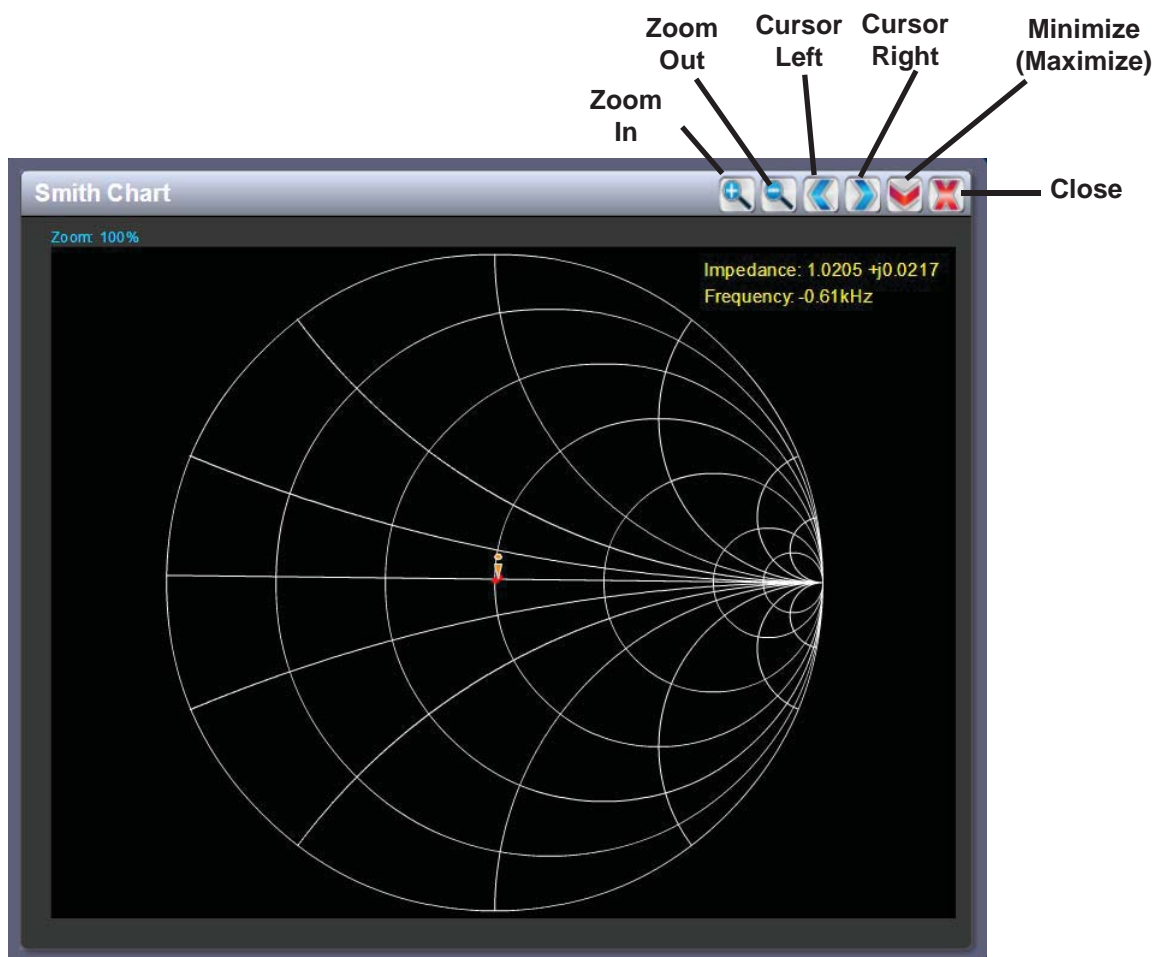 Zoom
Out
Cursor
Left
Cursor
Right
Minimize
(Maximize)
Zoom
In
Close
Smith Chart
Zoom: 100%
Impedance: 1.0205 +j0.0217
Frequency: -0.61kHz